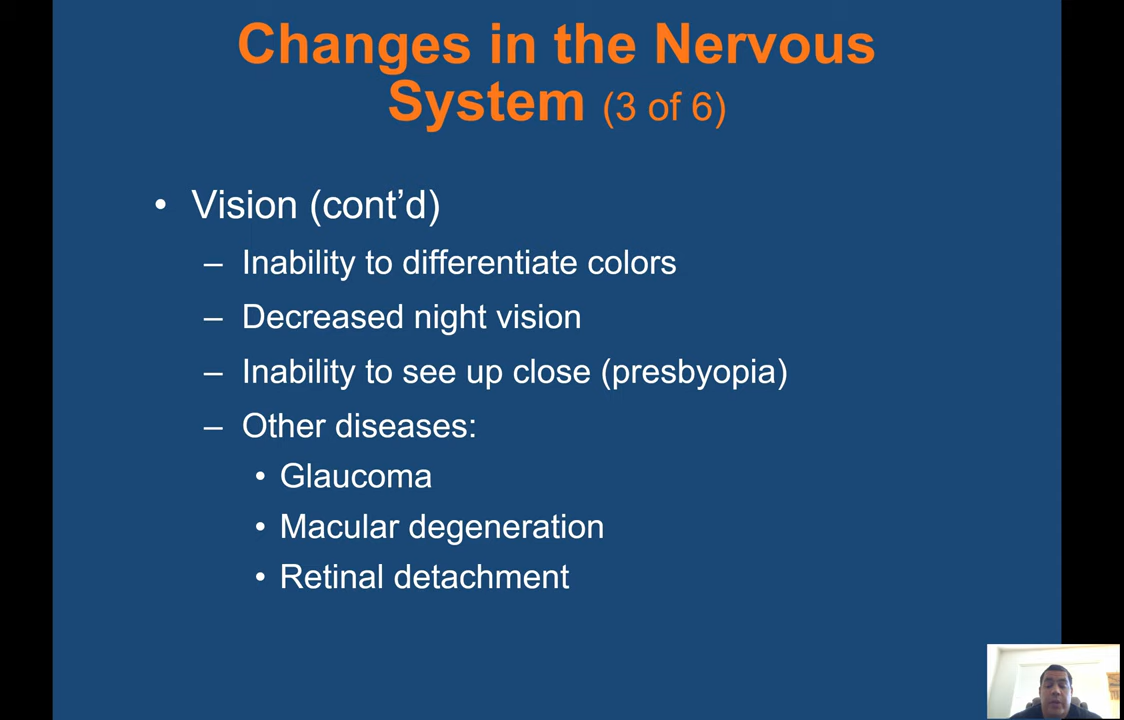 Changes in the Nervous
System (3 of 6)
• Vision (cont’d)
– Inability to differentiate colors
– Decreased night vision
– Inability to see up close (presbyopia)
– Other diseases:
• Glaucoma
• Macular degeneration
• Retinal detachment